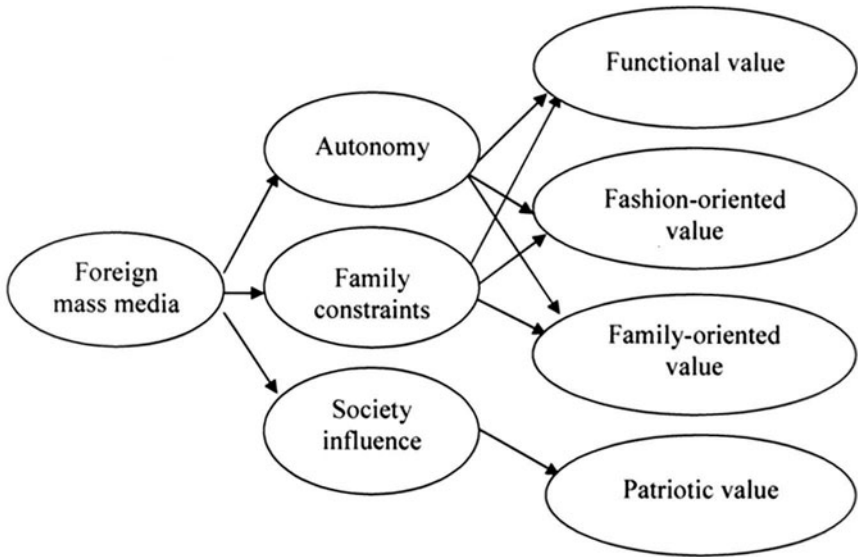 Foreign
mass media
Autonomy
Family
constraints
Society
influence
Functional value
Fashion-oriented
value
Family-oriented
value
Patriotic value